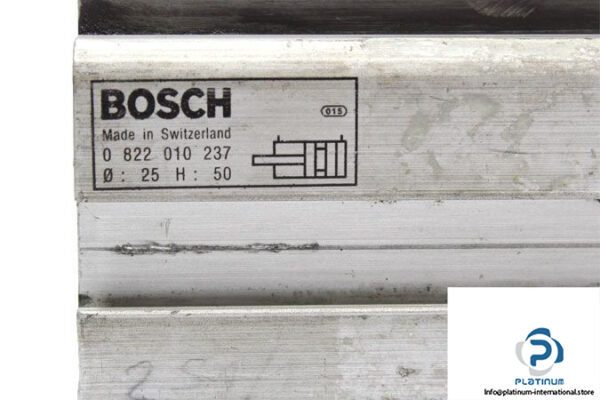 BOSCH
015
Made in Switzerland
0 822 010 237
Ø : 25 H : 50
PLATINUM
Info@platinum-international.store